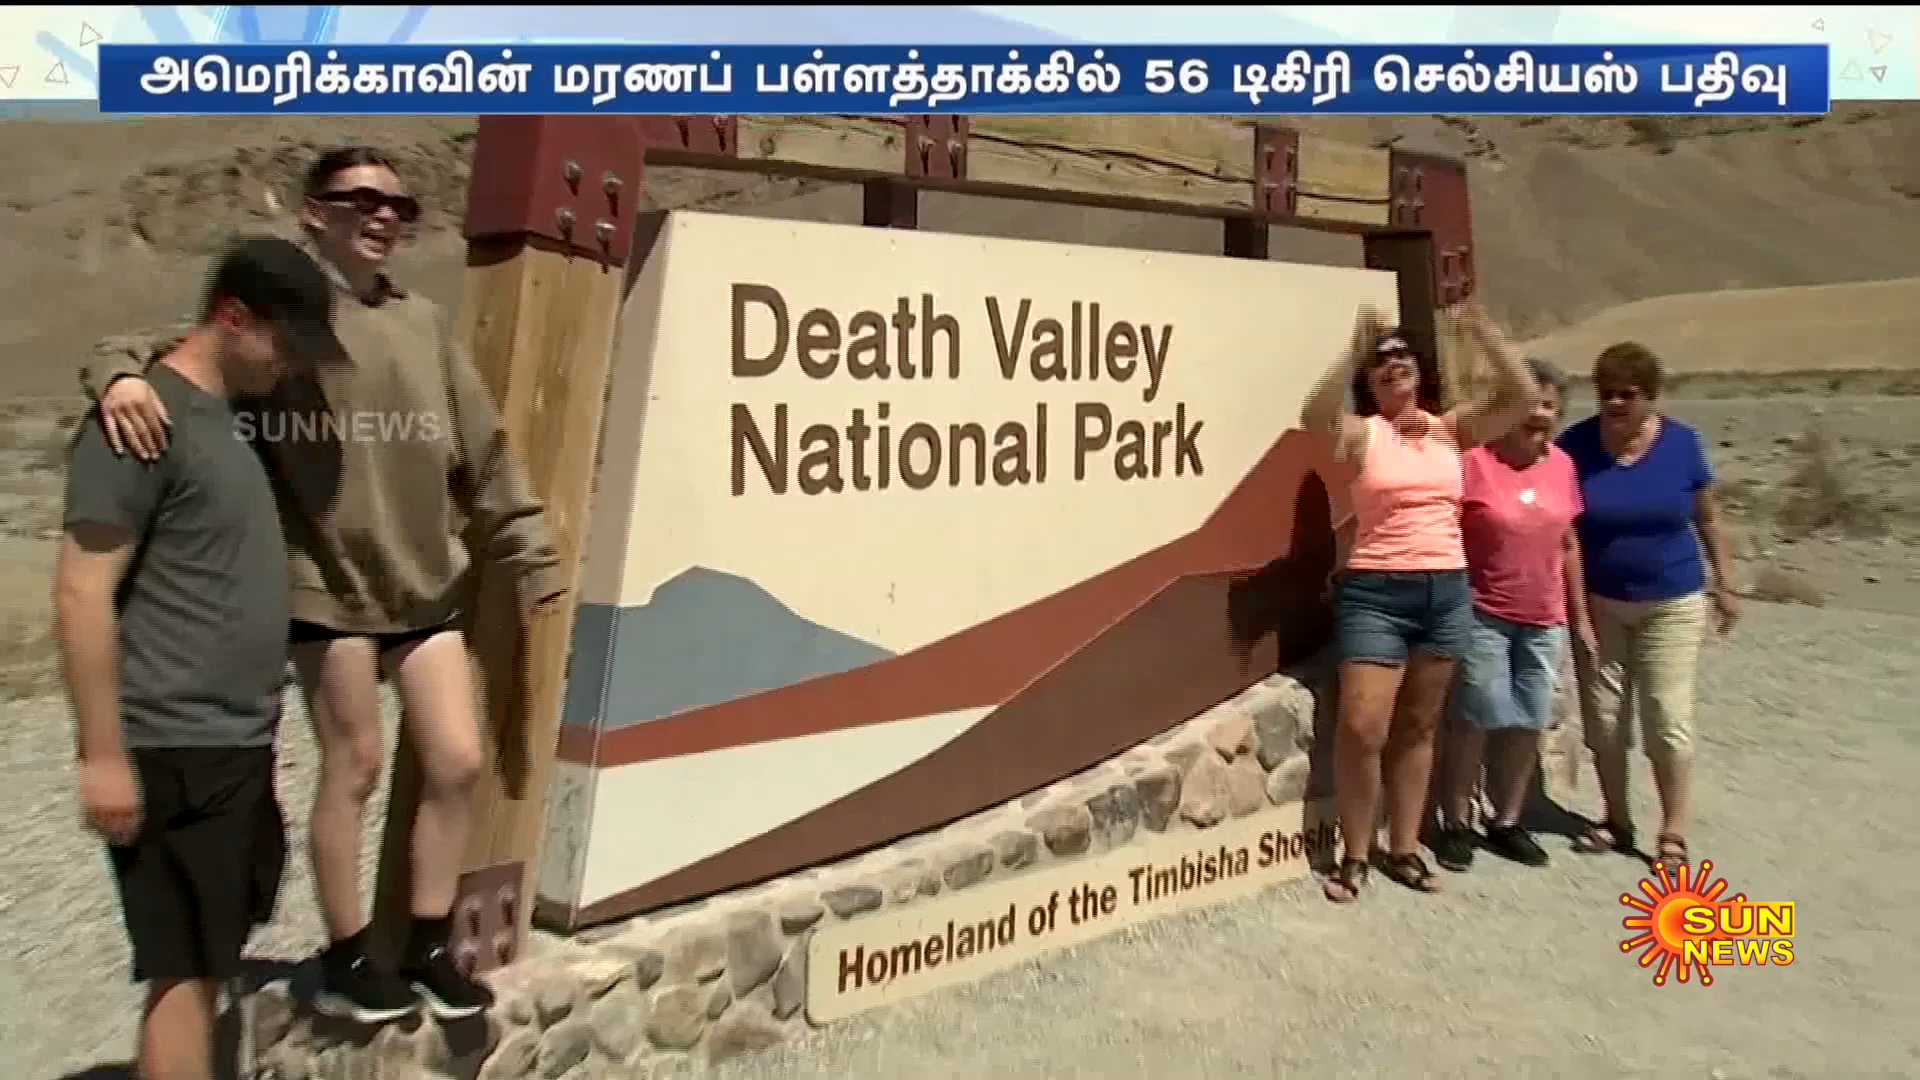 அமெரிக்காவின் மரணப் பள்ளத்தாக்கில் 56 டிகிரி செல்சியஸ் பதிவு
Death Valley
National Park
SUNNEWS
Homeland of the Timbisha
SUN
NEWS